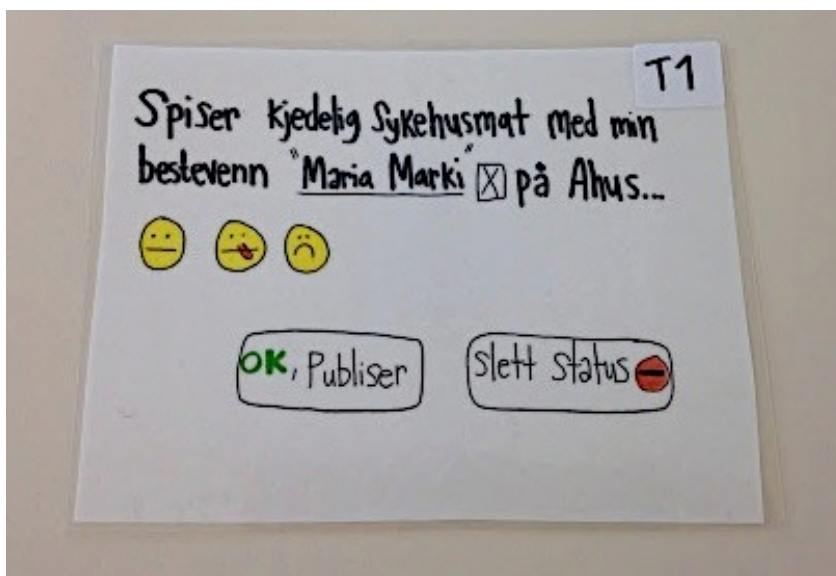 T1
Spiser kjedelig sykehusmat med min
bestevenn "Maria Marki" X på Ahus...
OK, Publiser
Slett status